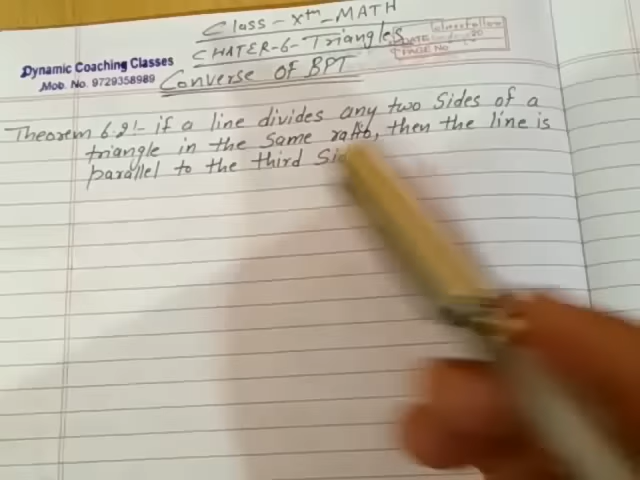 Class - Xth - MATH
CHATER-6- Triangles
Dynamic Coaching Classes
Mob. No. 9729358989
Converse OF BPT
PAGE No
Theorem 6.2!- if a line divides any two Sides of a
triangle in the same ratio, then the line is
parallel to the third